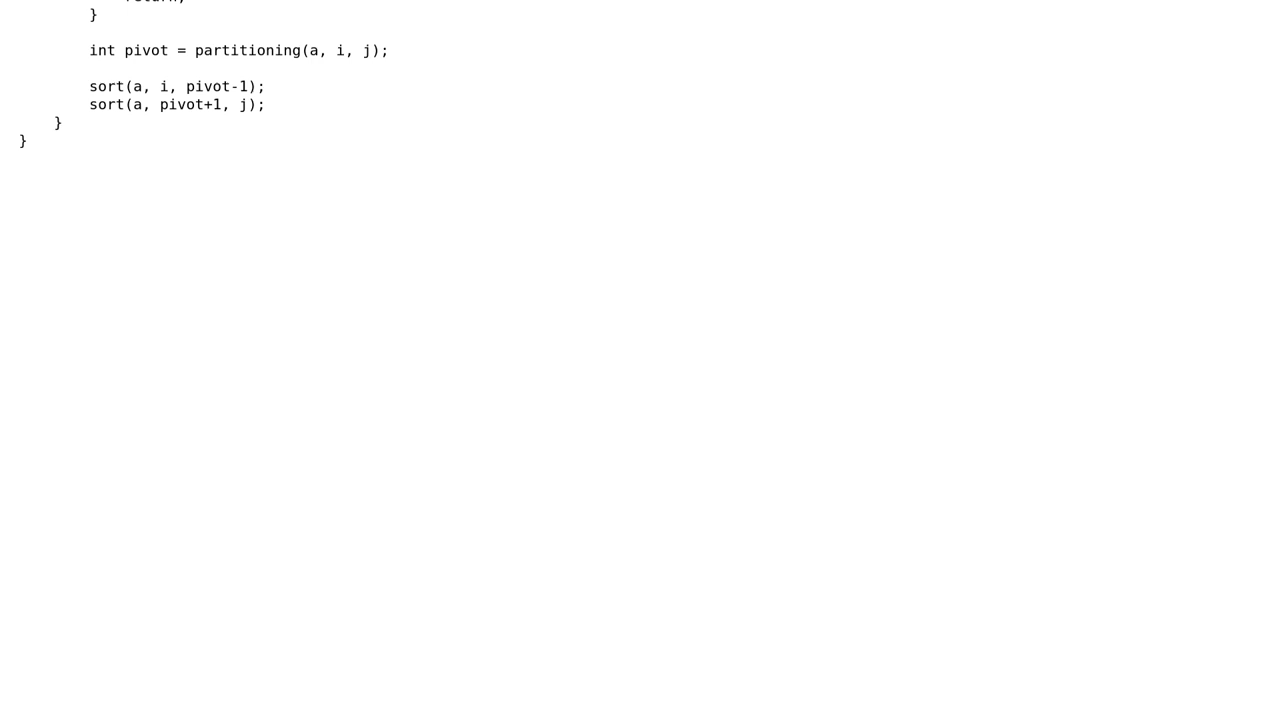 }

        int pivot = partitioning(a, i, j);

        sort(a, i, pivot-1);
        sort(a, pivot+1, j);
    }
}